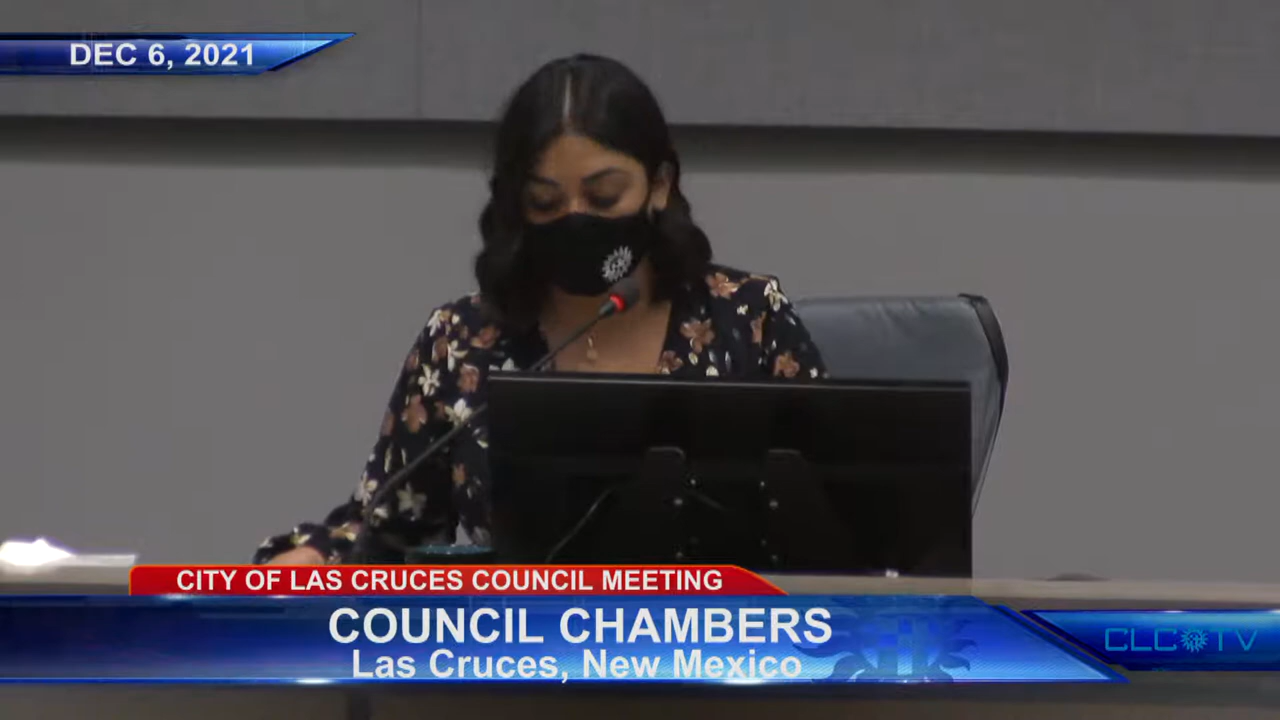 DEC 6, 2021
CITY OF LAS CRUCES COUNCIL MEETING
COUNCIL CHAMBERS
Las Cruces, New Mexico
CLC TV